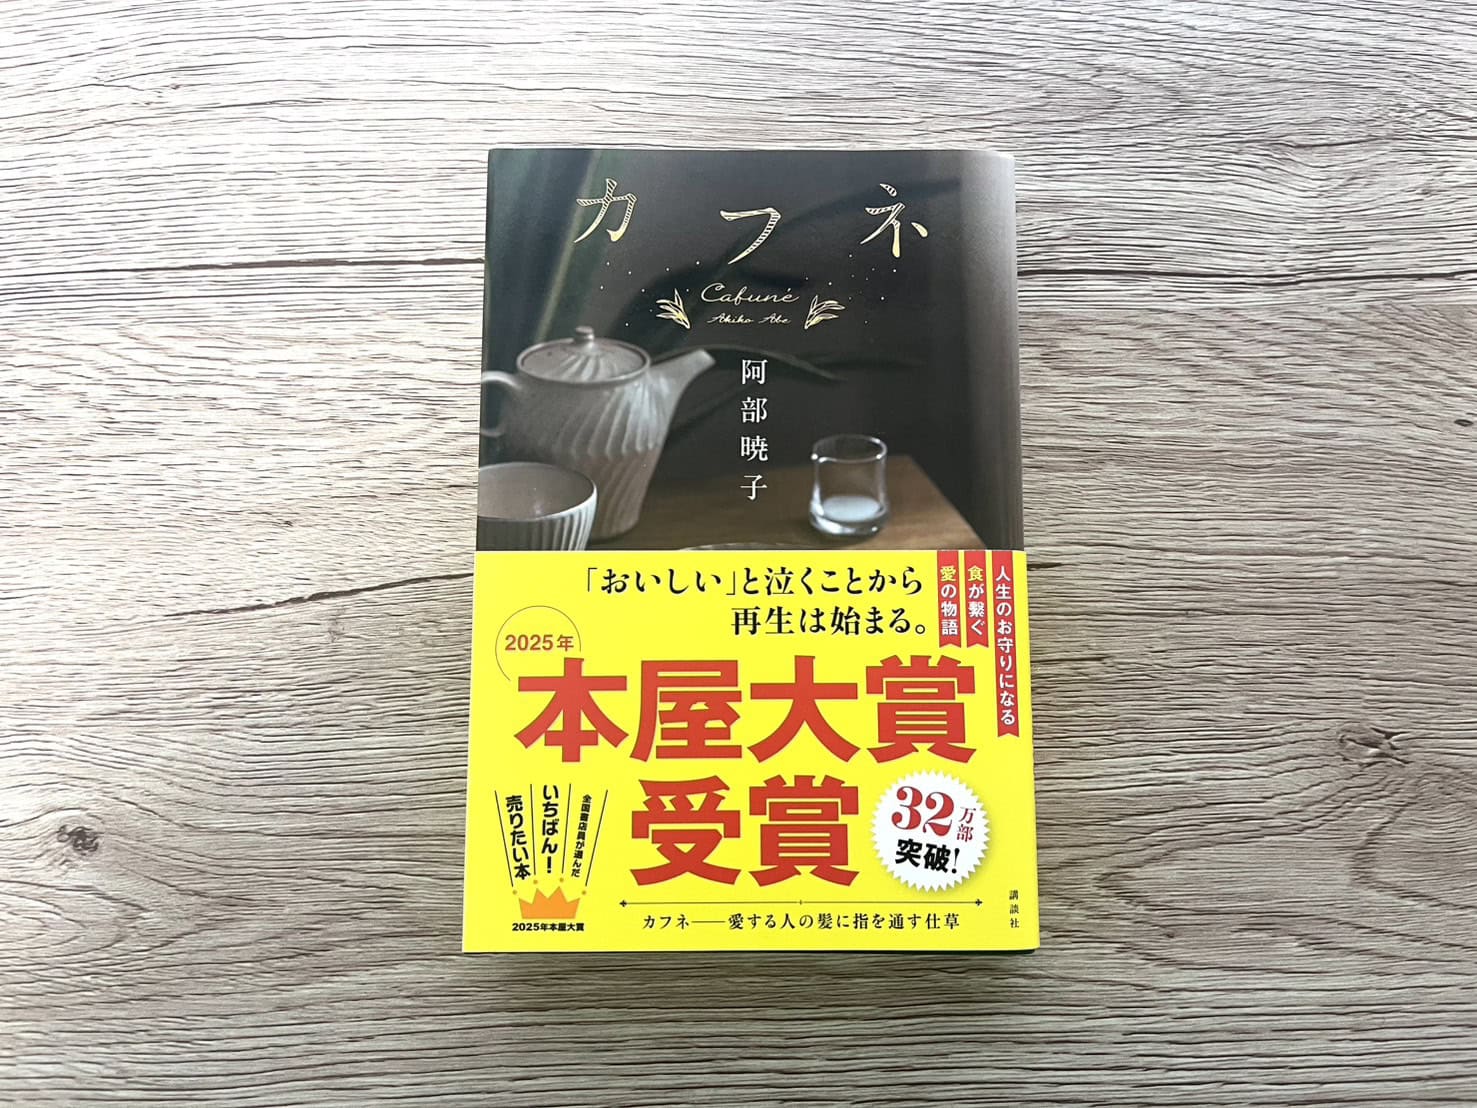 カフネ
Cafuné
Akiko Abe
阿部暁子
「おいしい」と泣くことから
再生は始まる。
人生のお守りになる
食が繋ぐ
愛の物語
2025年
本屋大賞
受賞
32万部
突破!
全国書店員が選んだ
いちばん!
売りたい本
2025年本屋大賞
カフネ――愛する人の髪に指を通す仕草
講談社